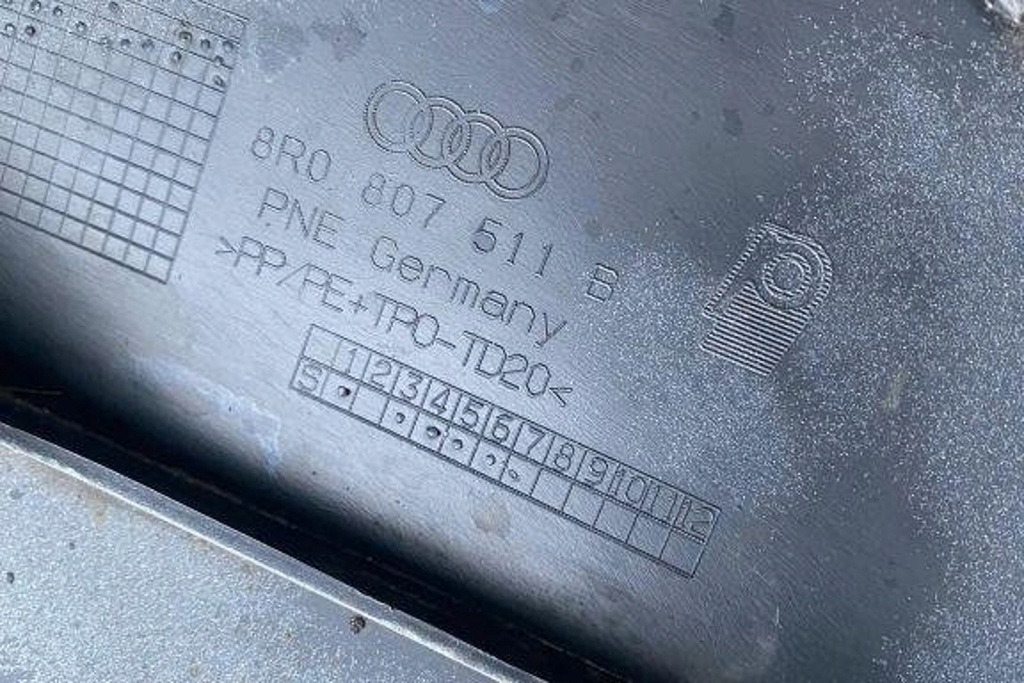 8R0 807 511 B
PNE Germany
>PP/PE+TPO-TD20<
1 2 3 4 5 6 7 8 9 10 11 12
S